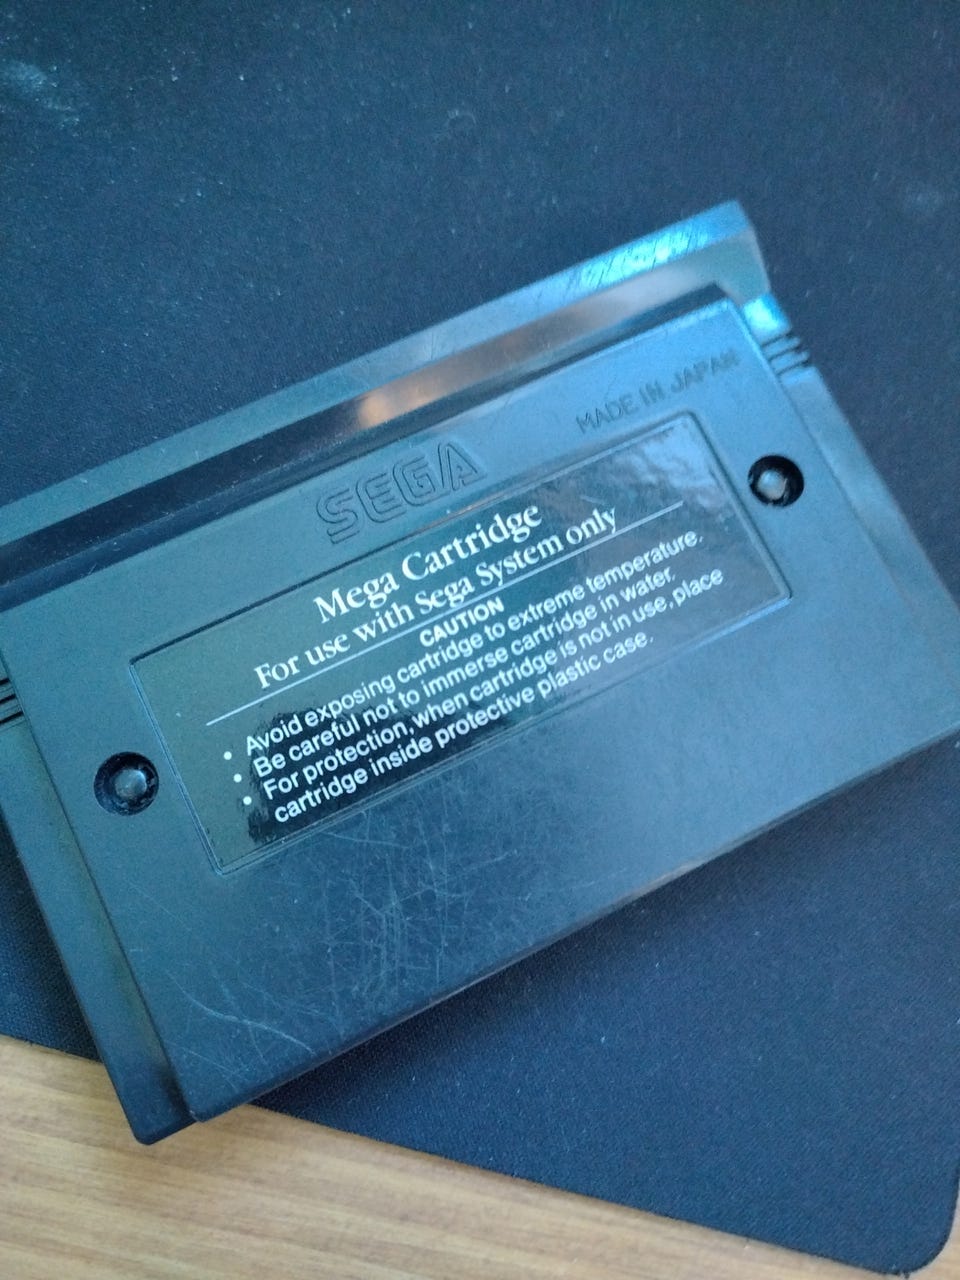 MADE IN JAPAN
SEGA
Mega Cartridge
For use with Sega System only
CAUTION
• Avoid exposing cartridge to extreme temperature.
• Be careful not to immerse cartridge in water.
• For protection, when cartridge is not in use, place
cartridge inside protective plastic case.